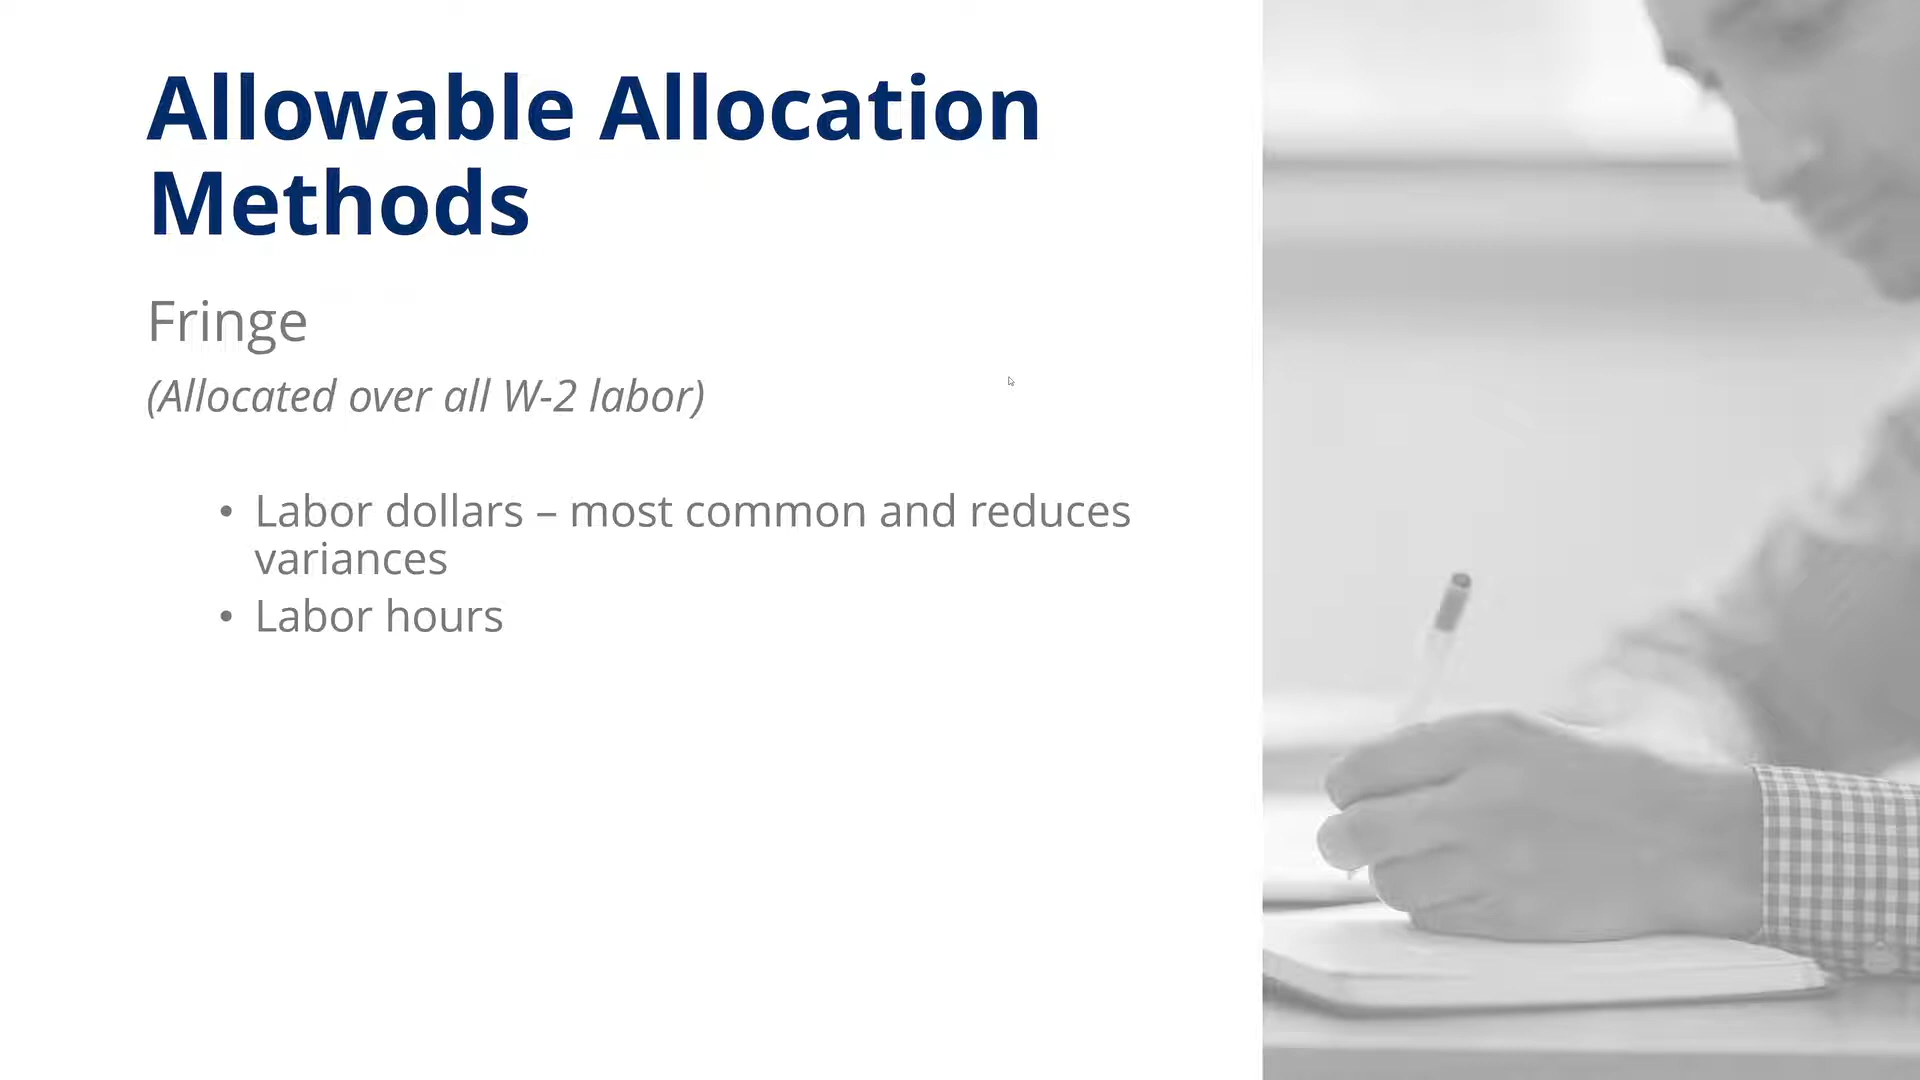 Allowable Allocation
Methods
Fringe
(Allocated over all W-2 labor)
• Labor dollars – most common and reduces
variances
• Labor hours